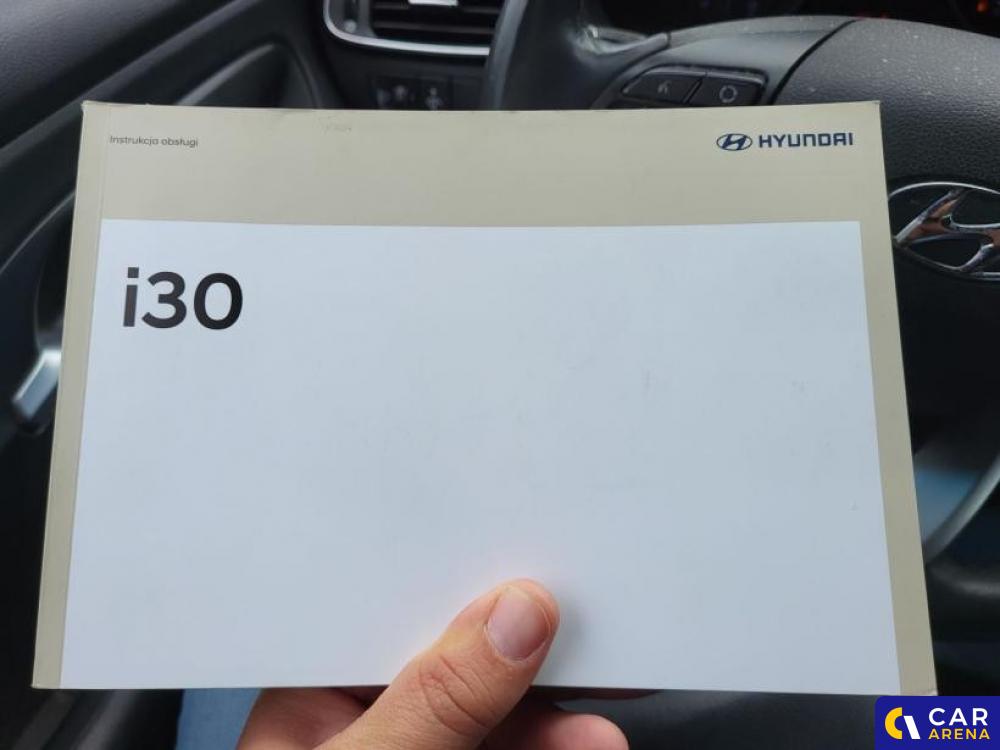 Instrukcja obsługi
HYUNDAI
i30
CAR
ARENA